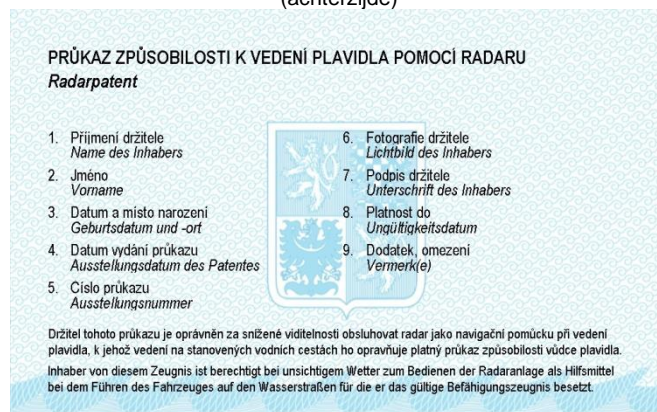 (achterzijde)
PRŮKAZ ZPŮSOBILOSTI K VEDENÍ PLAVIDLA POMOCÍ RADARU
Radarpatent
1. Příjmení držitele
Name des Inhabers
2. Jméno
Vorname
3. Datum a místo narození
Geburtsdatum und -ort
4. Datum vydání průkazu
Ausstellungsdatum des Patentes
5. Císlo průkazu
Ausstellungsnummer
6. Fotografie držitele
Lichtbild des Inhabers
7. Podpis držitele
Unterschrift des Inhabers
8. Platnost do
Ungültigkeitsdatum
9. Dodatek, omezení
Vermerk(e)
Držitel tohoto průkazu je oprávněn za snížené viditelnosti obsluhovat radar jako navigační pomůcku při vedení
plavidla, k jehož vedení na stanovených vodních cestách ho opravňuje platný průkaz způsobilosti vůdce plavidla.
Inhaber von diesem Zeugnis ist berechtigt bei unsichtigem Wetter zum Bedienen der Radaranlage als Hilfsmittel
bei dem Führen des Fahrzeuges auf den Wasserstraßen für die er das gültige Befähigungszeugnis besetzt.